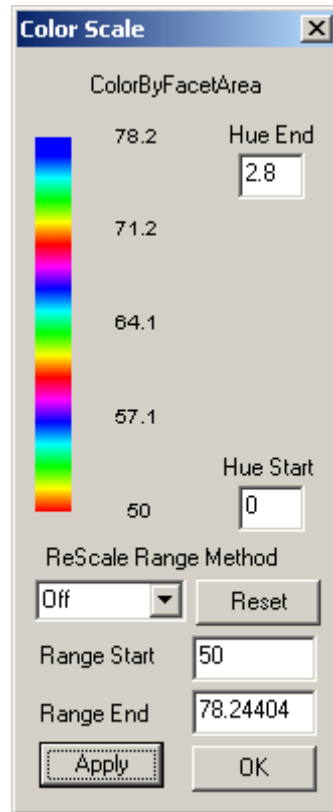 Color Scale
ColorByFacetArea
78.2 Hue End
2.8
71.2
64.1
57.1
Hue Start
50 0
ReScale Range Method
Off Reset
Range Start 50
Range End 78.24404
Apply OK